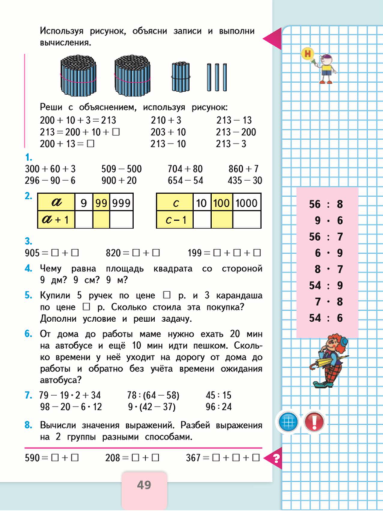 Используя рисунок, объясни записи и выполни
вычисления.
Реши с объяснением, используя рисунок:
200 + 10 + 3 = 213 210 + 3 213 − 13
213 = 200 + 10 + □ 203 + 10 213 − 200
200 + 13 = □ 213 − 10 213 − 3
1.
300 + 60 + 3 509 − 500 704 + 80 860 + 7
296 − 90 − 6 900 + 20 654 − 54 435 − 30
2. a 9 99 999 c 10 100 1000
a + 1 c − 1
3.
905 = □ + □ 820 = □ + □ 199 = □ + □ + □
4. Чему равна площадь квадрата со стороной
9 дм? 9 см? 9 м?
5. Купили 5 ручек по цене □ р. и 3 карандаша
по цене □ р. Сколько стоила эта покупка?
Дополни условие и реши задачу.
6. От дома до работы маме нужно ехать 20 мин
на автобусе и ещё 10 мин идти пешком. Сколь-
ко времени у неё уходит на дорогу от дома до
работы и обратно без учёта времени ожидания
автобуса?
7. 79 − 19 · 2 + 34 78 : (64 − 58) 45 : 15
98 − 20 − 6 · 12 9 · (42 − 37) 96 : 24
8. Вычисли значения выражений. Разбей выражения
на 2 группы разными способами.
56 : 8
9 · 6
56 : 7
6 · 9
8 · 7
54 : 9
7 · 8
54 : 6
!
590 = □ + □ 208 = □ + □ 367 = □ + □ + □ ?
49